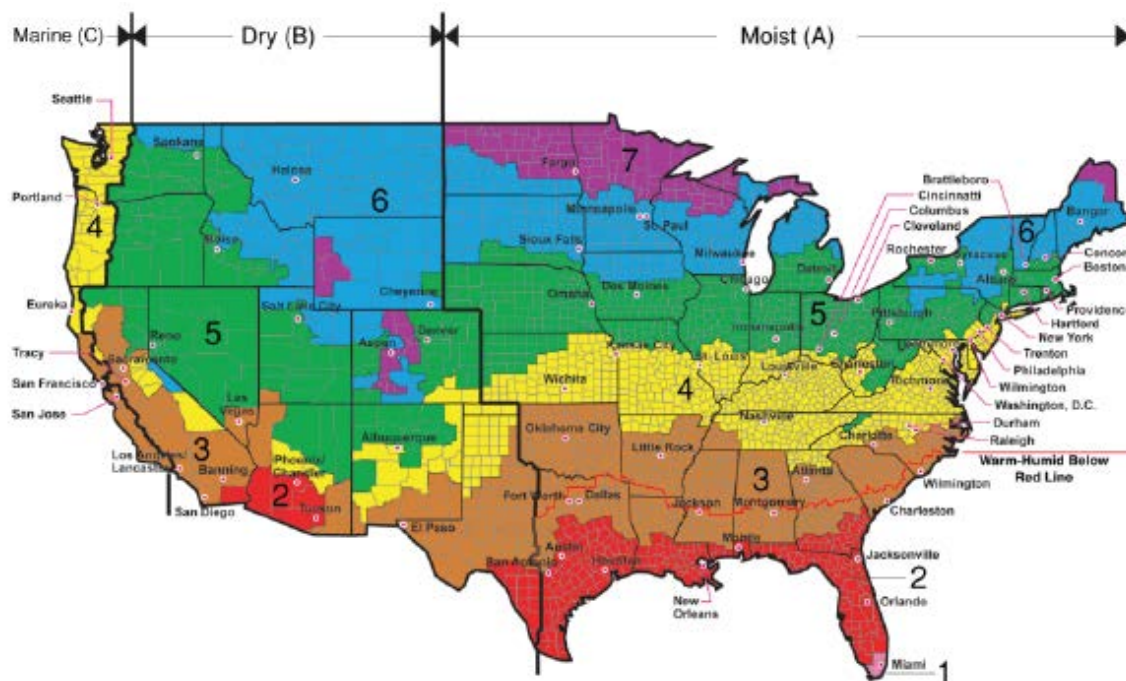 Marine (C)
Dry (B)
Moist (A)
Seattle
Spokane
Helena
Fargo
7
Portland
4
6
Minneapolis
St. Paul
Boise
Sioux Falls
Milwaukee
Brattleboro
Cincinnatti
Columbus
Cleveland
Rochester
Syracuse
Albany
6
Bangor
Concord
Boston
Eureka
Salt Lake City
Cheyenne
Omaha
Des Moines
Chicago
Detroit
Providence
Hartford
New York
Trenton
Philadelphia
Wilmington
Washington, D.C.
Reno
5
Aspen
Denver
Indianapolis
5
Pittsburgh
Tracy
Sacramento
San Francisco
San Jose
Kansas City
St. Louis
Louisville
Charleston
Richmond
Wichita
4
Las
Vegas
Albuquerque
Oklahoma City
Nashville
Charlotte
Durham
Raleigh
Los Angeles/
Lancaster
3
Banning
Phoenix/
Chandler
Little Rock
3
Atlanta
Warm-Humid Below
Red Line
Wilmington
2
Tucson
San Diego
El Paso
Fort Worth
Dallas
Jackson
Montgomery
Charleston
Austin
San Antonio
Houston
Mobile
New
Orleans
Jacksonville
2
Orlando
Miami
1